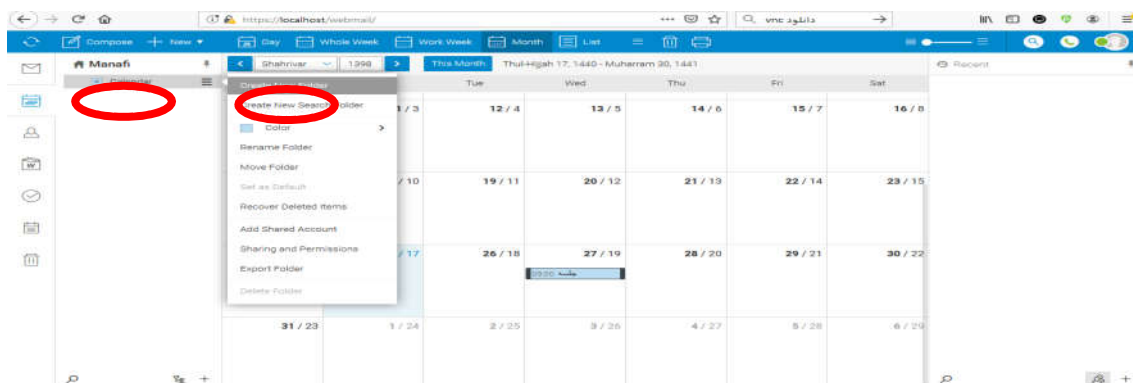 https://localhost/webmail/
دانلود vnc
Compose
New
Day
Whole Week
Work Week
Month
List
Manafi
Calendar
Shahrivar
1398
This Month
Thul-Hijjah 17, 1440 - Muharram 30, 1441
Recent
Tue Wed Thu Fri Sat
Create New Folder
Create New Search Folder
Color
Rename Folder
Move Folder
Set as Default
Recover Deleted Items
Add Shared Account
Sharing and Permissions
Export Folder
Delete Folder
12 / 4 13 / 5 14 / 6 15 / 7 16 / 8
/ 10 19 / 11 20 / 12 21 / 13 22 / 14 23 / 15
/ 17 26 / 18 27 / 19 28 / 20 29 / 21 30 / 22
جلسه
31 / 23 1 / 24 2 / 25 3 / 26 4 / 27 5 / 28 6 / 29